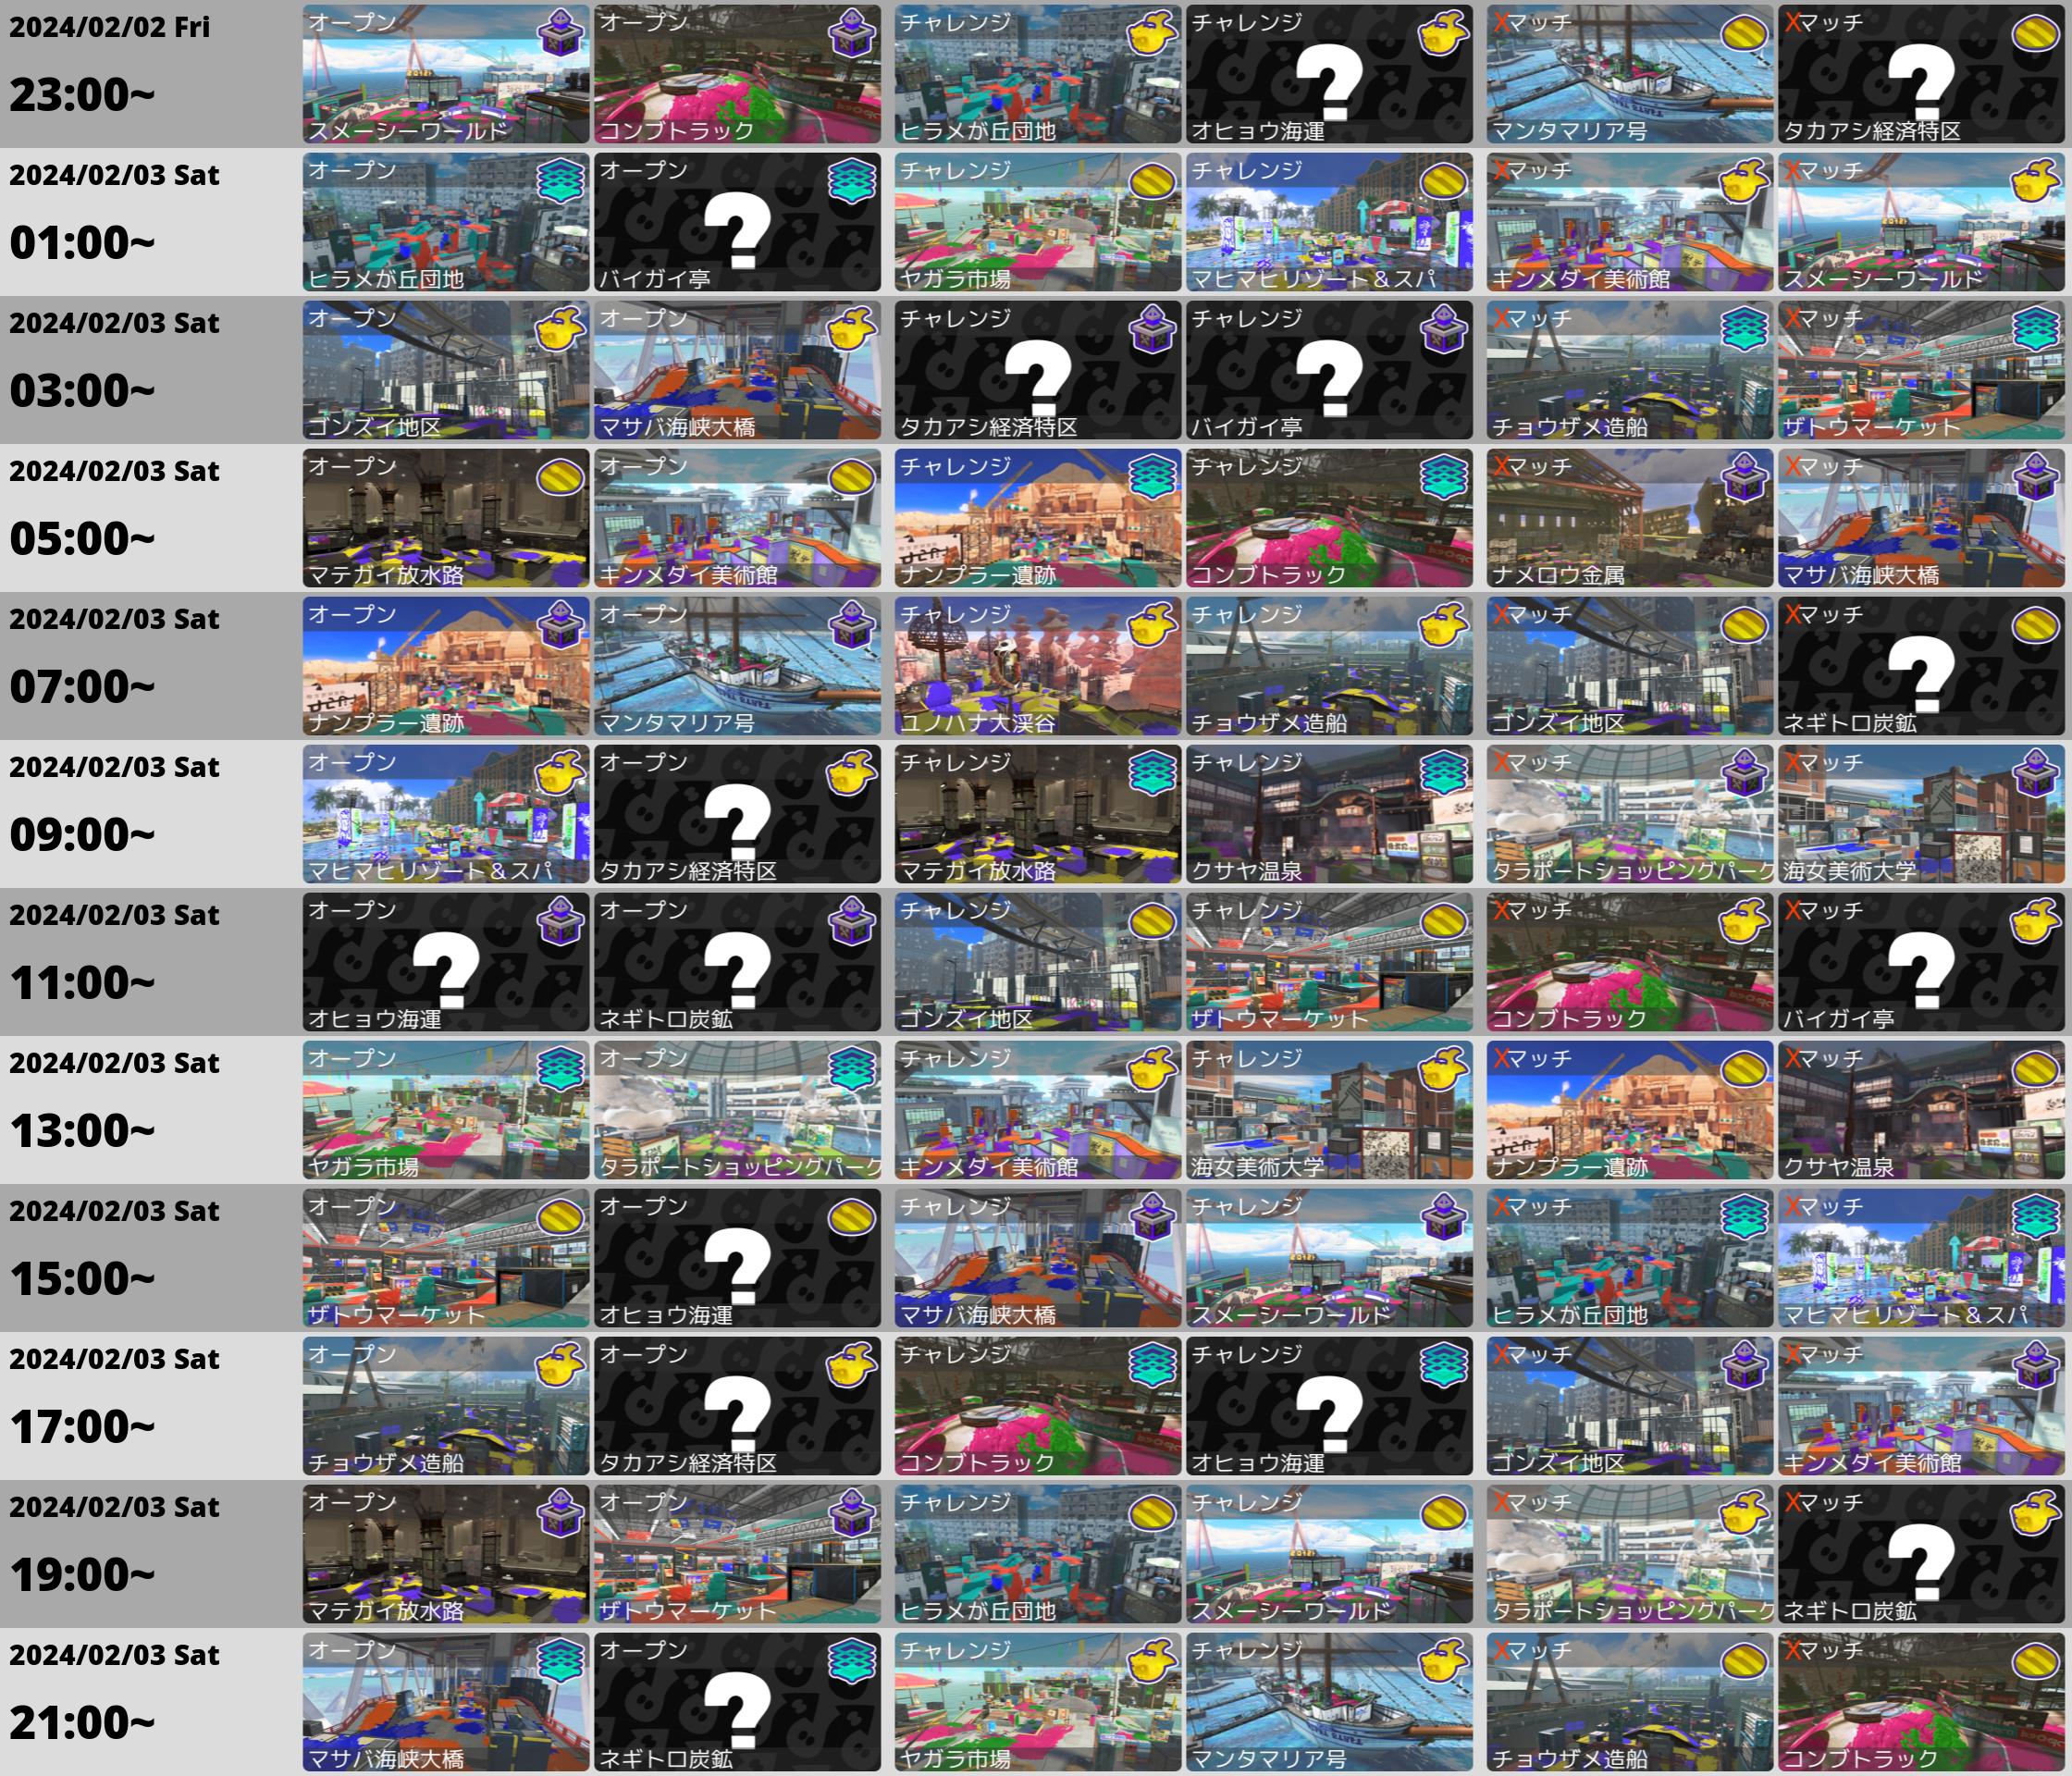 2024/02/02 Fri
23:00~
オープン オープン チャレンジ チャレンジ Xマッチ Xマッチ
スメーシーワールド コンブトラック ヒラメが丘団地 オヒョウ海運 マンタマリア号 タカアシ経済特区
2024/02/03 Sat
01:00~
オープン オープン チャレンジ チャレンジ Xマッチ Xマッチ
ヒラメが丘団地 バイガイ亭 ヤガラ市場 マヒマヒリゾート＆スパ キンメダイ美術館 スメーシーワールド
2024/02/03 Sat
03:00~
オープン オープン チャレンジ チャレンジ Xマッチ Xマッチ
ゴンズイ地区 マサバ海峡大橋 タカアシ経済特区 バイガイ亭 チョウザメ造船 ザトウマーケット
2024/02/03 Sat
05:00~
オープン オープン チャレンジ チャレンジ Xマッチ Xマッチ
マテガイ放水路 キンメダイ美術館 ナンプラー遺跡 コンブトラック ナメロウ金属 マサバ海峡大橋
2024/02/03 Sat
07:00~
オープン オープン チャレンジ チャレンジ Xマッチ Xマッチ
ナンプラー遺跡 マンタマリア号 ユノハナ大渓谷 チョウザメ造船 ゴンズイ地区 ネギトロ炭鉱
2024/02/03 Sat
09:00~
オープン オープン チャレンジ チャレンジ Xマッチ Xマッチ
マヒマヒリゾート＆スパ タカアシ経済特区 マテガイ放水路 クサヤ温泉 タラポートショッピングパーク 海女美術大学
2024/02/03 Sat
11:00~
オープン オープン チャレンジ チャレンジ Xマッチ Xマッチ
オヒョウ海運 ネギトロ炭鉱 ゴンズイ地区 ザトウマーケット コンブトラック バイガイ亭
2024/02/03 Sat
13:00~
オープン オープン チャレンジ チャレンジ Xマッチ Xマッチ
ヤガラ市場 タラポートショッピングパーク キンメダイ美術館 海女美術大学 ナンプラー遺跡 クサヤ温泉
2024/02/03 Sat
15:00~
オープン オープン チャレンジ チャレンジ Xマッチ Xマッチ
ザトウマーケット オヒョウ海運 マサバ海峡大橋 スメーシーワールド ヒラメが丘団地 マヒマヒリゾート＆スパ
2024/02/03 Sat
17:00~
オープン オープン チャレンジ チャレンジ Xマッチ Xマッチ
チョウザメ造船 タカアシ経済特区 コンブトラック オヒョウ海運 ゴンズイ地区 キンメダイ美術館
2024/02/03 Sat
19:00~
オープン オープン チャレンジ チャレンジ Xマッチ Xマッチ
マテガイ放水路 ザトウマーケット ヒラメが丘団地 スメーシーワールド タラポートショッピングパーク ネギトロ炭鉱
2024/02/03 Sat
21:00~
オープン オープン チャレンジ チャレンジ Xマッチ Xマッチ
マサバ海峡大橋 ネギトロ炭鉱 ヤガラ市場 マンタマリア号 チョウザメ造船 コンブトラック